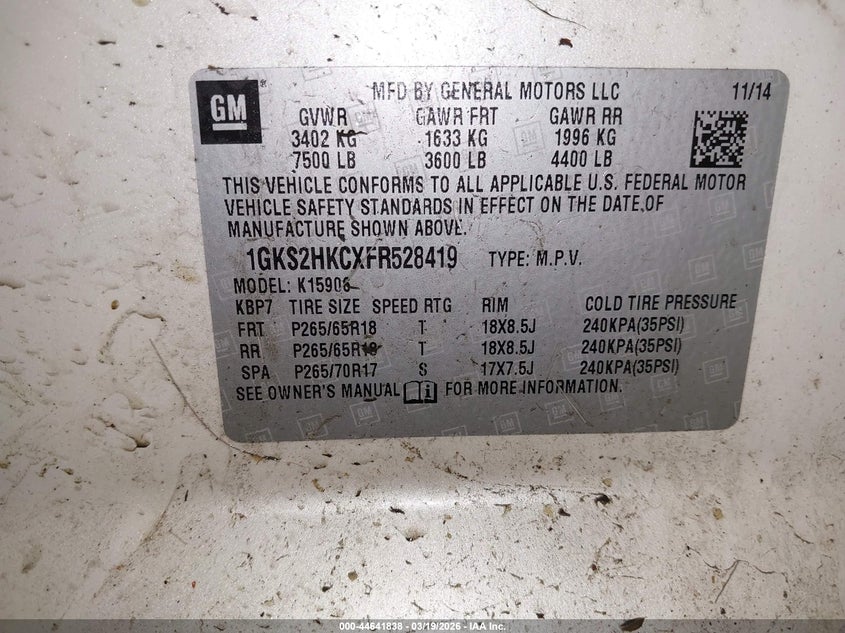 GM
MFD BY GENERAL MOTORS LLC 11/14
GVWR GAWR FRT GAWR RR
3402 KG 1633 KG 1996 KG
7500 LB 3600 LB 4400 LB
THIS VEHICLE CONFORMS TO ALL APPLICABLE U.S. FEDERAL MOTOR
VEHICLE SAFETY STANDARDS IN EFFECT ON THE DATE OF
MANUFACTURE SHOWN ABOVE.
1GKS2HKCXFR528419 TYPE: M.P.V.
MODEL: K15906
KBP7 TIRE SIZE SPEED RTG RIM COLD TIRE PRESSURE
FRT P265/65R18 T 18X8.5J 240KPA(35PSI)
RR P265/65R18 T 18X8.5J 240KPA(35PSI)
SPA P265/70R17 S 17X7.5J 240KPA(35PSI)
SEE OWNER'S MANUAL i FOR MORE INFORMATION.
000-44641838 — 03/19/2026 — © IAA, Inc.